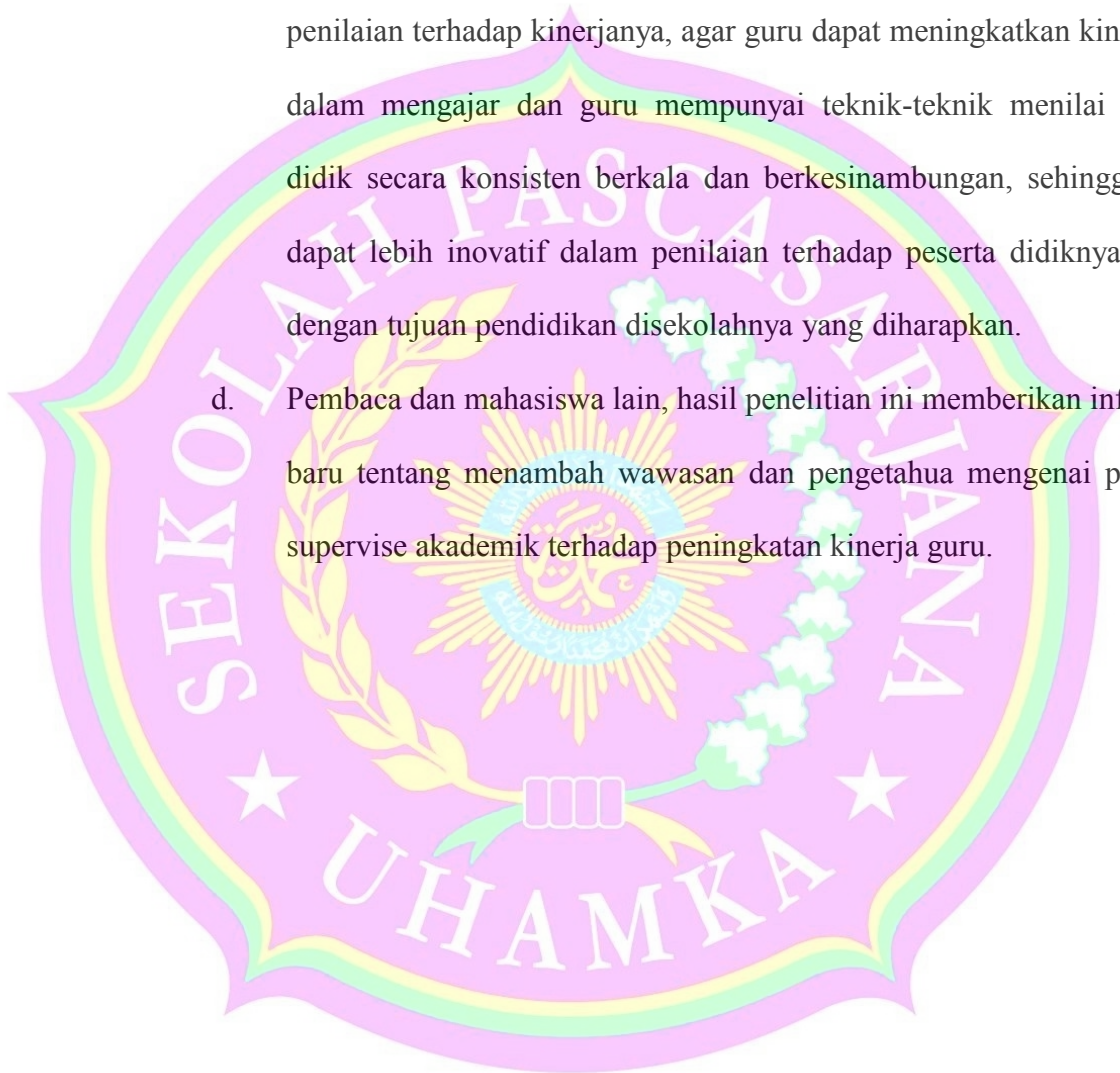 penilaian terhadap kinerjanya, agar guru dapat meningkatkan kin
dalam mengajar dan guru mempunyai teknik-teknik menilai
didik secara konsisten berkala dan berkesinambungan, sehingg
dapat lebih inovatif dalam penilaian terhadap peserta didiknya
dengan tujuan pendidikan disekolahnya yang diharapkan.
d. Pembaca dan mahasiswa lain, hasil penelitian ini memberikan inf
baru tentang menambah wawasan dan pengetahua mengenai p
supervise akademik terhadap peningkatan kinerja guru.
SEKOLAH PASCASARJANA
UHAMKA